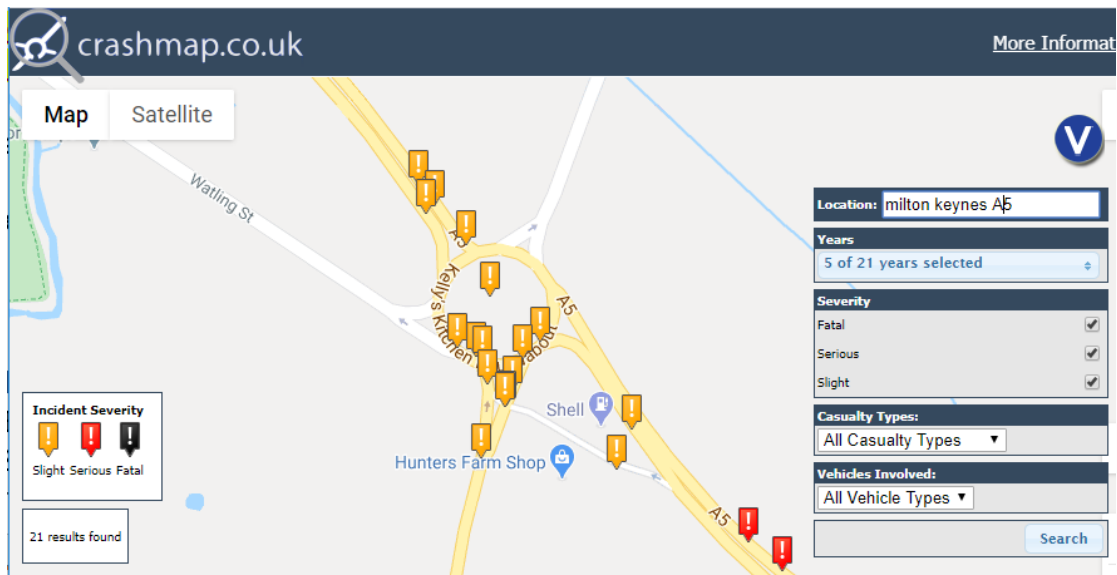 crashmap.co.uk
More Informat
Map
Satellite
V
Watling St
A5
Kelly's Kitchen
about
A5
Shell
Hunters Farm Shop
A5
Location: milton keynes A5
Years
5 of 21 years selected
Severity
Fatal
Serious
Slight
Casualty Types:
All Casualty Types
Vehicles Involved:
All Vehicle Types
Search
Incident Severity
Slight Serious Fatal
21 results found